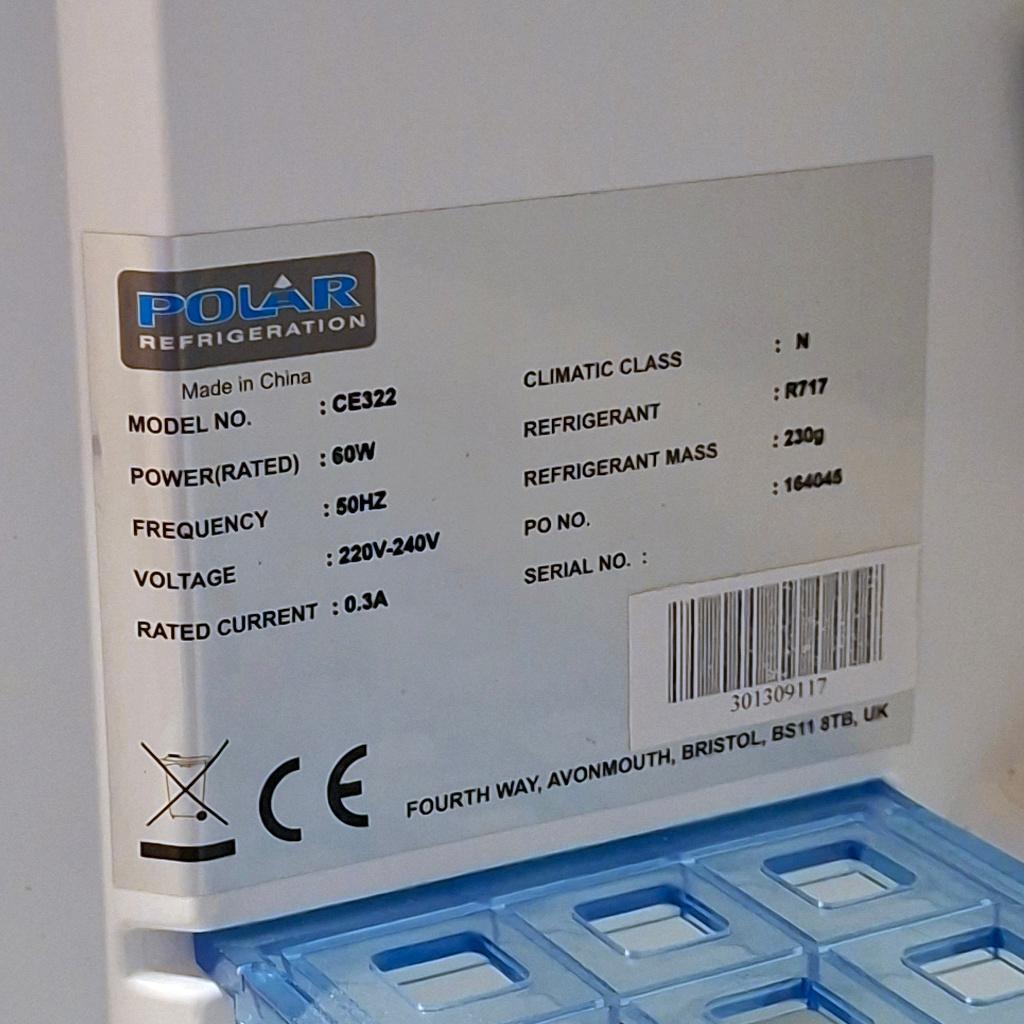 POLAR
REFRIGERATION
Made in China
MODEL NO. : CE322
POWER(RATED) : 60W
FREQUENCY : 50HZ
VOLTAGE : 220V-240V
RATED CURRENT : 0.3A
CLIMATIC CLASS : N
REFRIGERANT : R717
REFRIGERANT MASS : 230g
PO NO. : 164045
SERIAL NO. :
301309117
CE
FOURTH WAY, AVONMOUTH, BRISTOL, BS11 8TB, UK